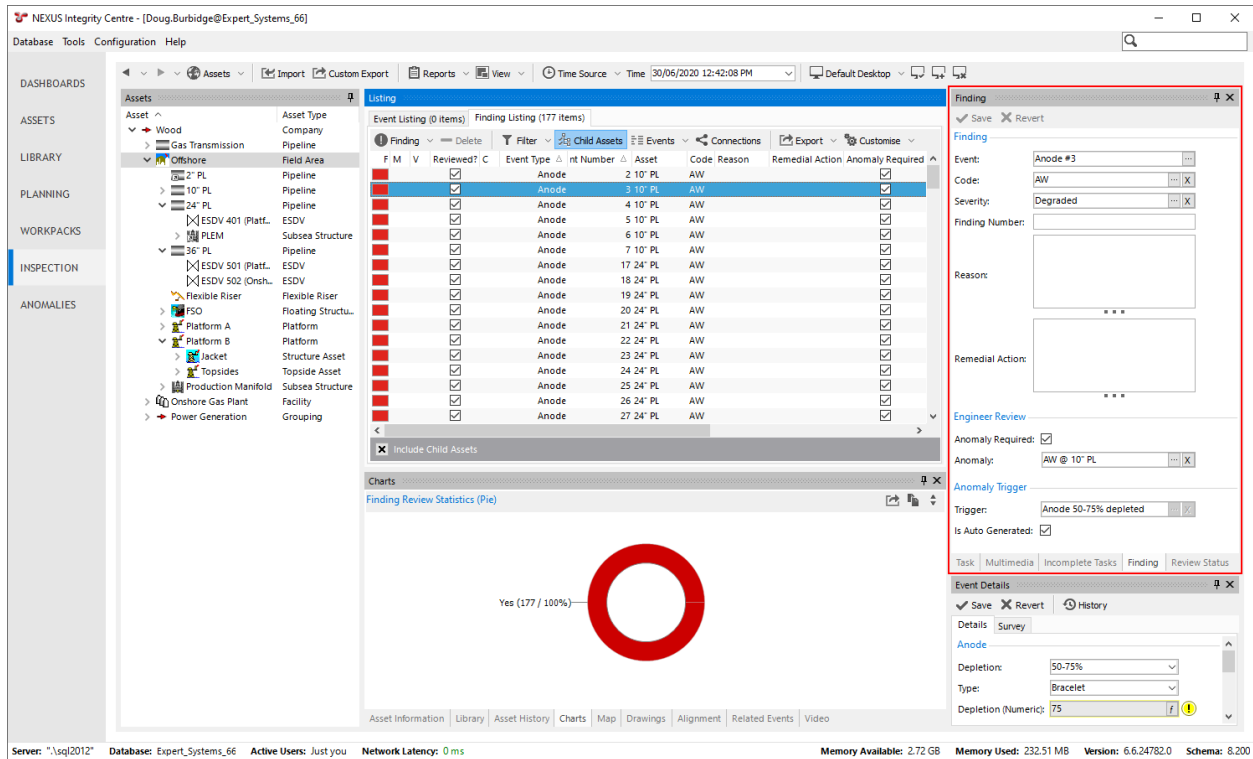 NEXUS Integrity Centre - [Doug.Burbidge@Expert_Systems_66]
Database Tools Configuration Help
DASHBOARDS
ASSETS
LIBRARY
PLANNING
WORKPACKS
INSPECTION
ANOMALIES
Assets Import Custom Export Reports View Time Source Time 30/06/2020 12:42:08 PM Default Desktop
Assets
Asset Asset Type
Wood Company
Gas Transmission Pipeline
Offshore Field Area
2" PL Pipeline
10" PL Pipeline
24" PL Pipeline
ESDV 401 (Platf... ESDV
PLEM Subsea Structure
36" PL Pipeline
ESDV 501 (Platf... ESDV
ESDV 502 (Onsh... ESDV
Flexible Riser Flexible Riser
FSO Floating Structu...
Platform A Platform
Platform B Platform
Jacket Structure Asset
Topsides Topside Asset
Production Manifold Subsea Structure
Onshore Gas Plant Facility
Power Generation Grouping
Listing
Event Listing (0 items) Finding Listing (177 items)
Finding Delete Filter Child Assets Events Connections Export Customise
F M V Reviewed? C Event Type nt Number Asset Code Reason Remedial Action Anomaly Required
Anode 2 10" PL AW
Anode 3 10" PL AW
Anode 4 10" PL AW
Anode 5 10" PL AW
Anode 6 10" PL AW
Anode 7 10" PL AW
Anode 17 24" PL AW
Anode 18 24" PL AW
Anode 19 24" PL AW
Anode 20 24" PL AW
Anode 21 24" PL AW
Anode 22 24" PL AW
Anode 23 24" PL AW
Anode 24 24" PL AW
Anode 25 24" PL AW
Anode 26 24" PL AW
Anode 27 24" PL AW
Include Child Assets
Charts
Finding Review Statistics (Pie)
Yes (177 / 100%)
Asset Information Library Asset History Charts Map Drawings Alignment Related Events Video
Finding
Save Revert
Finding
Event: Anode #3
Code: AW X
Severity: Degraded X
Finding Number:
Reason:
Remedial Action:
Engineer Review
Anomaly Required:
Anomaly: AW @ 10" PL X
Anomaly Trigger
Trigger: Anode 50-75% depleted X
Is Auto Generated:
Task Multimedia Incomplete Tasks Finding Review Status
Event Details
Save Revert History
Details Survey
Anode
Depletion: 50-75%
Type: Bracelet
Depletion (Numeric): 75 f
Server: ".\sql2012" Database: Expert_Systems_66 Active Users: Just you Network Latency: 0 ms Memory Available: 2.72 GB Memory Used: 232.51 MB Version: 6.6.24782.0 Schema: 8.200